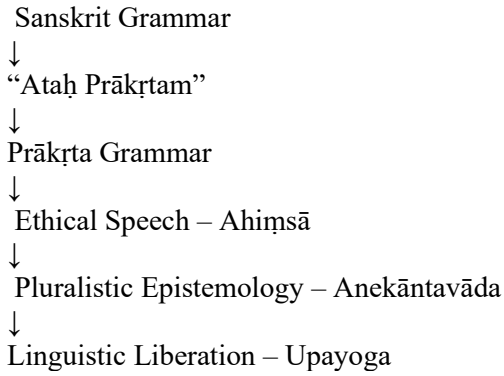 Sanskrit Grammar
↓
“Ataḥ Prākṛtam”
↓
Prākṛta Grammar
↓
Ethical Speech – Ahiṃsā
↓
Pluralistic Epistemology – Anekāntavāda
↓
Linguistic Liberation – Upayoga